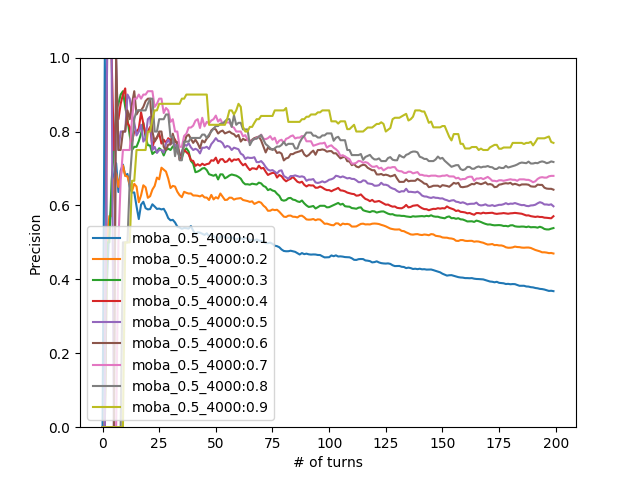 1.0
0.8
0.6
0.4
0.2
0.0
Precision
moba_0.5_4000:0.1
moba_0.5_4000:0.2
moba_0.5_4000:0.3
moba_0.5_4000:0.4
moba_0.5_4000:0.5
moba_0.5_4000:0.6
moba_0.5_4000:0.7
moba_0.5_4000:0.8
moba_0.5_4000:0.9
0 25 50 75 100 125 150 175 200
# of turns